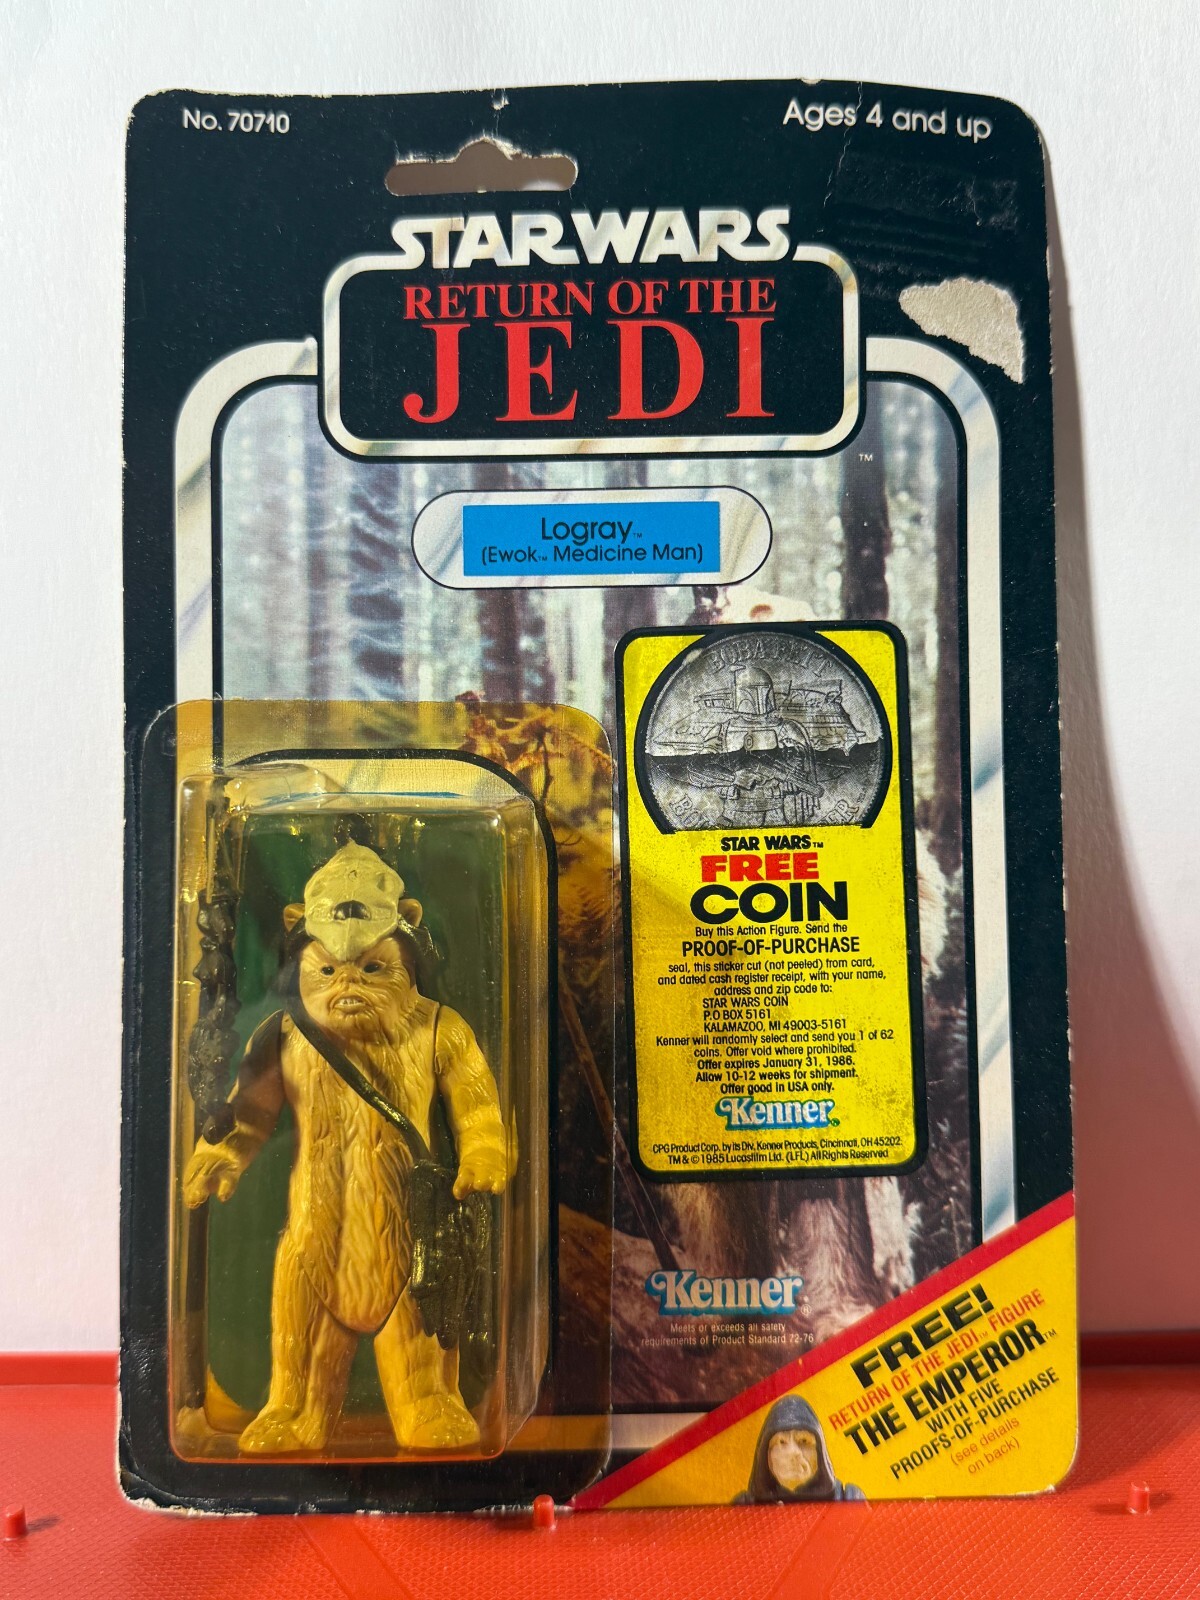 No. 70710
Ages 4 and up
STAR WARS
RETURN OF THE
JEDI
TM
Logray™
(Ewok™ Medicine Man)
BOBA FETT
STAR WARS™
FREE
COIN
Buy this Action Figure. Send the
PROOF-OF-PURCHASE
seal, this sticker cut (not peeled) from card,
and dated cash register receipt, with your name,
address and zip code to:
STAR WARS COIN
P.O BOX 5161
KALAMAZOO, MI 49003-5161
Kenner will randomly select and send you 1 of 62
coins. Offer void where prohibited.
Offer expires January 31, 1986.
Allow 10-12 weeks for shipment.
Offer good in USA only.
Kenner
CPG Product Corp. by its Div. Kenner Products, Cincinnati, OH 45202.
TM & © 1985 Lucasfilm Ltd. (LFL) All Rights Reserved
Kenner®
Meets or exceeds all safety
requirements of Product Standard 72-76
FREE!
RETURN OF THE JEDI™ FIGURE
THE EMPEROR™
WITH FIVE
PROOFS-OF-PURCHASE
(see details
on back)